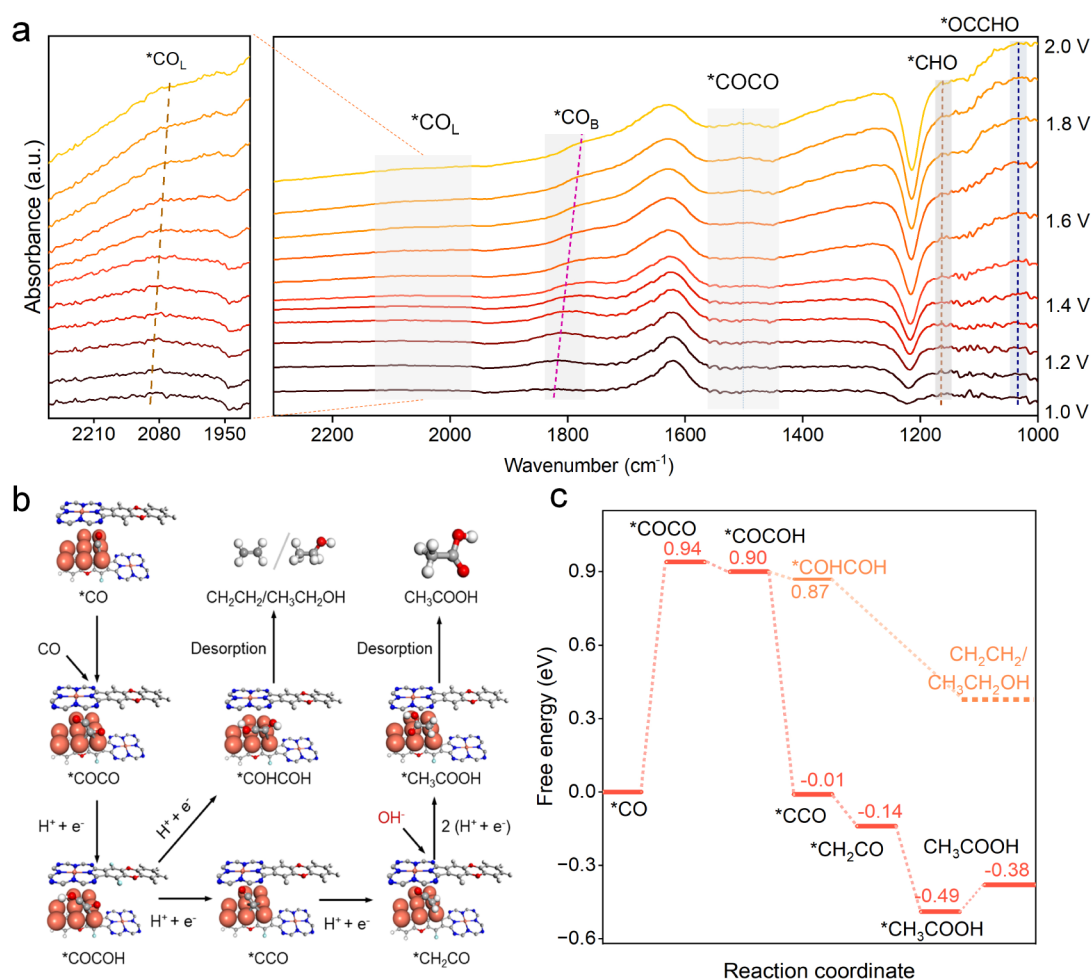 a
*CO_L
*CO_L
*CO_B
*COCO
*CHO
*OCCHO
2.0 V
1.8 V
1.6 V
1.4 V
1.2 V
1.0 V
Absorbance (a.u.)
2210 2080 1950
2200 2000 1800 1600 1400 1200 1000
Wavenumber (cm⁻¹)
b
*CO
CH₂CH₂/CH₃CH₂OH
CH₃COOH
CO
Desorption
Desorption
*COCO
*COHCOH
*CH₃COOH
H⁺ + e⁻
H⁺ + e⁻
OH⁻
2 (H⁺ + e⁻)
H⁺ + e⁻
H⁺ + e⁻
*COCOH
*CCO
*CH₂CO
c
Free energy (eV)
0.9
0.6
0.3
0.0
−0.3
−0.6
*CO
*COCO
0.94
*COCOH
0.90
*COHCOH
0.87
CH₂CH₂/
CH₃CH₂OH
-0.01
*CCO
-0.14
*CH₂CO
-0.49
*CH₃COOH
CH₃COOH
-0.38
Reaction coordinate